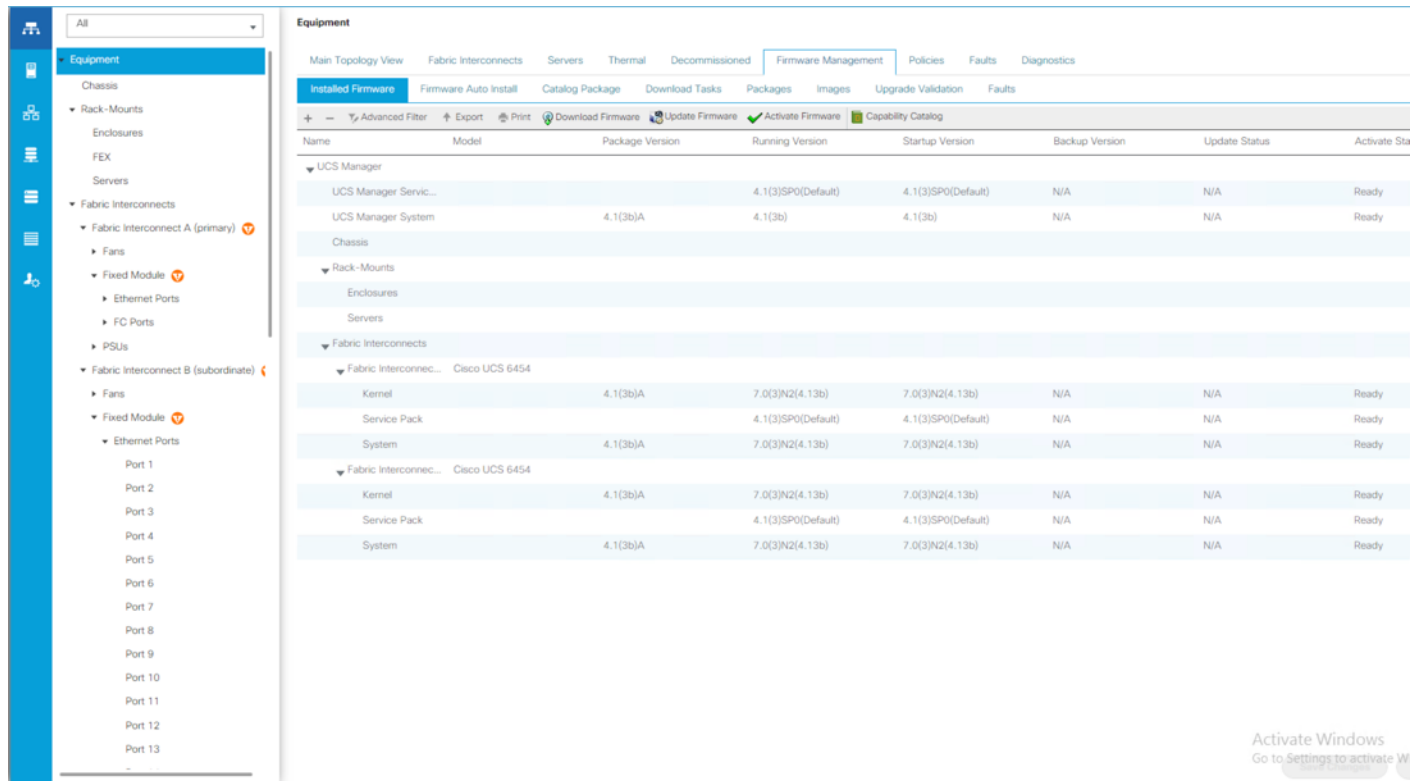 All
Equipment
Chassis
Rack-Mounts
Enclosures
FEX
Servers
Fabric Interconnects
Fabric Interconnect A (primary)
Fans
Fixed Module
Ethernet Ports
FC Ports
PSUs
Fabric Interconnect B (subordinate)
Fans
Fixed Module
Ethernet Ports
Port 1
Port 2
Port 3
Port 4
Port 5
Port 6
Port 7
Port 8
Port 9
Port 10
Port 11
Port 12
Port 13
Equipment
Main Topology View Fabric Interconnects Servers Thermal Decommissioned Firmware Management Policies Faults Diagnostics
Installed Firmware Firmware Auto Install Catalog Package Download Tasks Packages Images Upgrade Validation Faults
+ – Advanced Filter Export Print Download Firmware Update Firmware Activate Firmware Capability Catalog
Name Model Package Version Running Version Startup Version Backup Version Update Status Activate Sta
UCS Manager
UCS Manager Servic... 4.1(3)SP0(Default) 4.1(3)SP0(Default) N/A N/A Ready
UCS Manager System 4.1(3b)A 4.1(3b) 4.1(3b) N/A N/A Ready
Chassis
Rack-Mounts
Enclosures
Servers
Fabric Interconnects
Fabric Interconnec... Cisco UCS 6454
Kernel 4.1(3b)A 7.0(3)N2(4.13b) 7.0(3)N2(4.13b) N/A N/A Ready
Service Pack 4.1(3)SP0(Default) 4.1(3)SP0(Default) N/A N/A Ready
System 4.1(3b)A 7.0(3)N2(4.13b) 7.0(3)N2(4.13b) N/A N/A Ready
Fabric Interconnec... Cisco UCS 6454
Kernel 4.1(3b)A 7.0(3)N2(4.13b) 7.0(3)N2(4.13b) N/A N/A Ready
Service Pack 4.1(3)SP0(Default) 4.1(3)SP0(Default) N/A N/A Ready
System 4.1(3b)A 7.0(3)N2(4.13b) 7.0(3)N2(4.13b) N/A N/A Ready
Activate Windows
Go to Settings to activate W
Save Changes